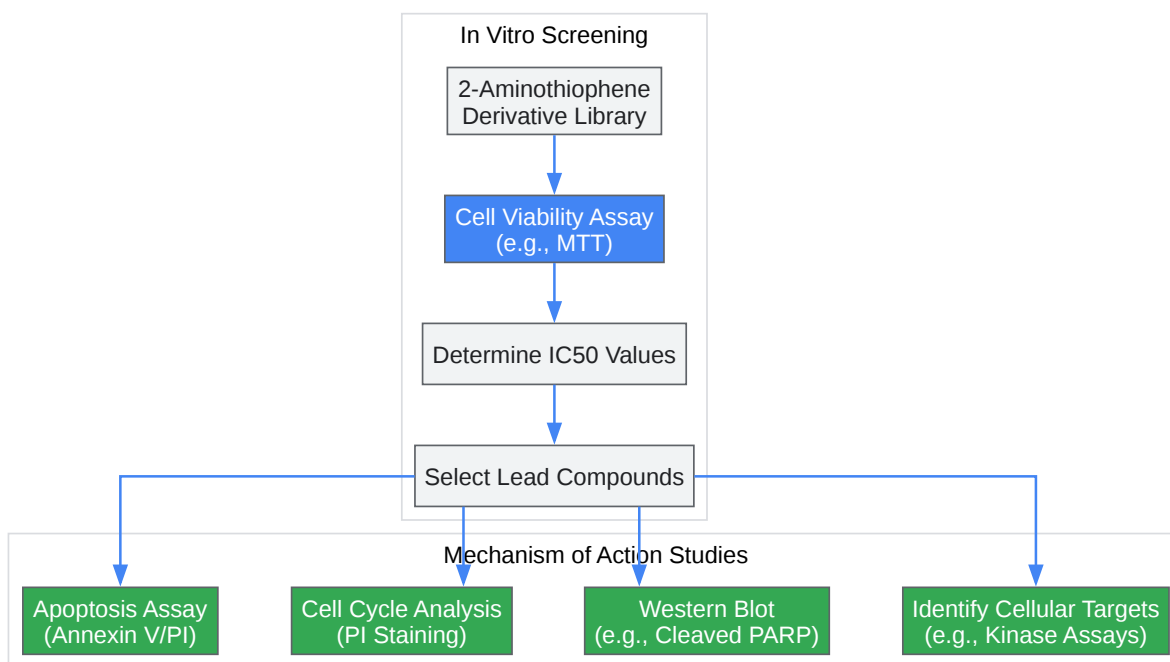 In Vitro Screening
2-Aminothiophene
Derivative Library
Cell Viability Assay
(e.g., MTT)
Determine IC50 Values
Select Lead Compounds
Mechanism of Action Studies
Apoptosis Assay
(Annexin V/PI)
Cell Cycle Analysis
(PI Staining)
Western Blot
(e.g., Cleaved PARP)
Identify Cellular Targets
(e.g., Kinase Assays)